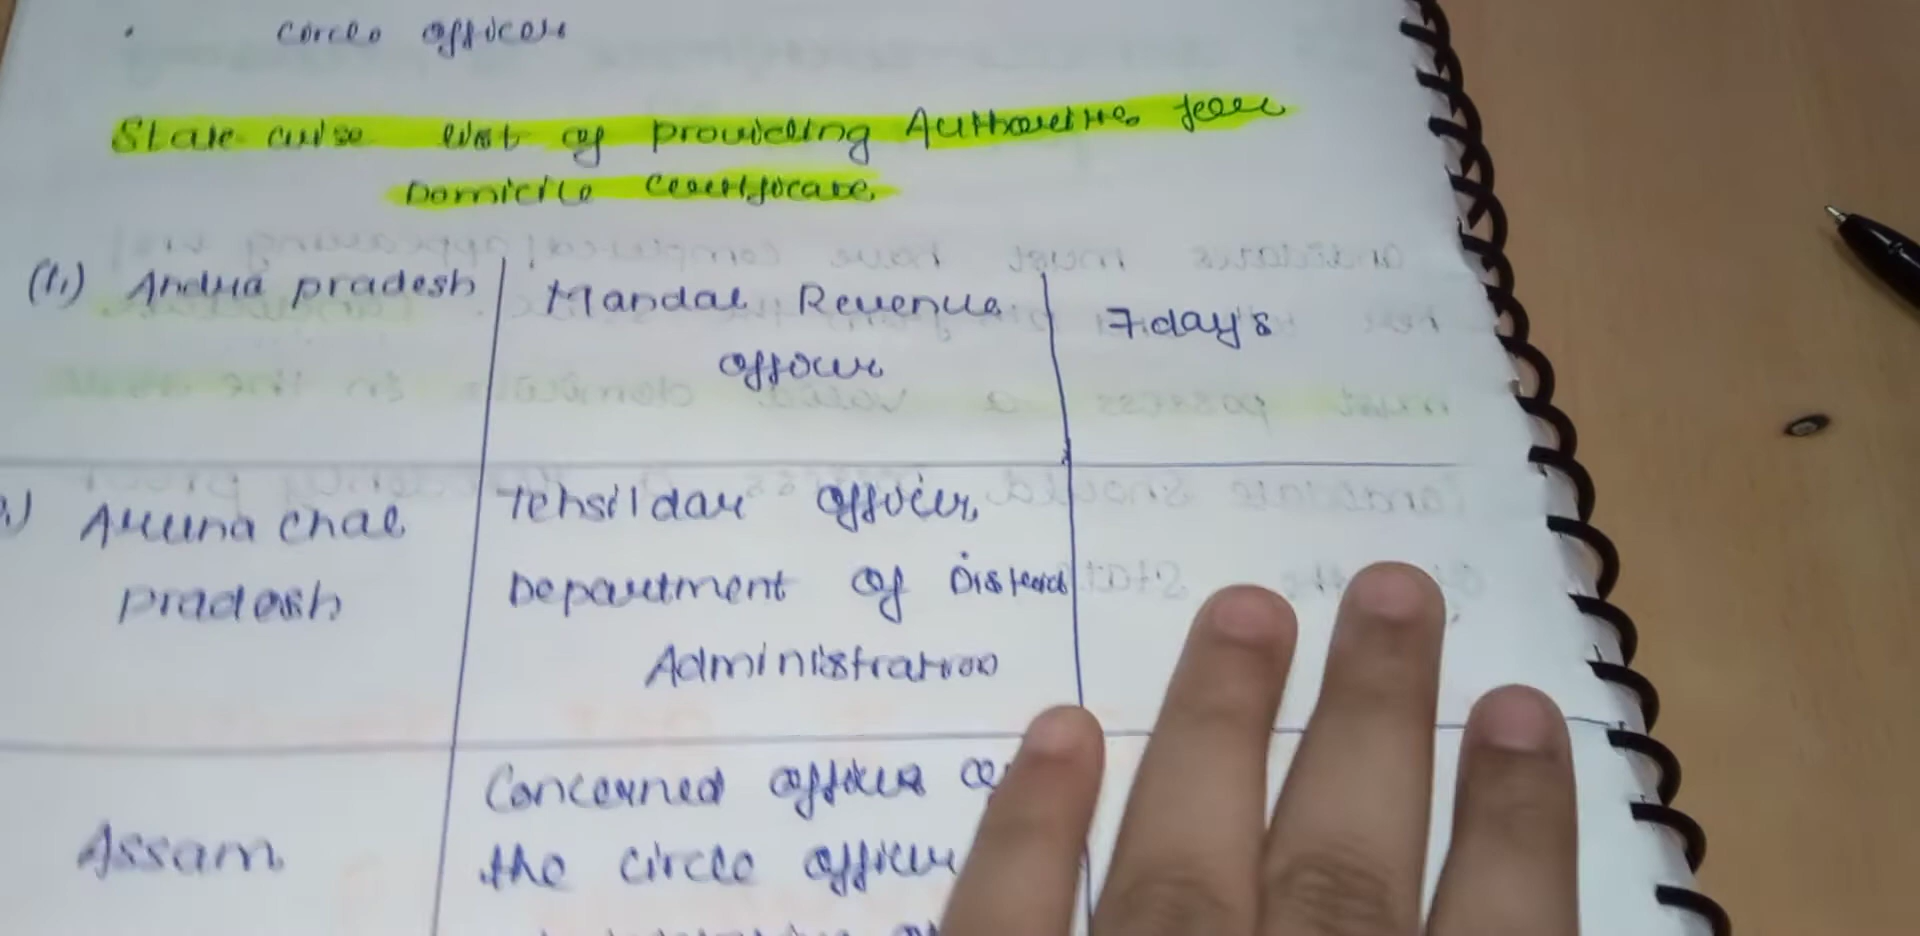 circle officer
State wise list of providing Authorities for
Domicile Certificate
(1.) Andhra pradesh | Mandal Revenue officer | 7 day's
Aruna chal pradesh | Tehsildar officer, Department of District Administration
Assam | Concerned officer
the circle officer